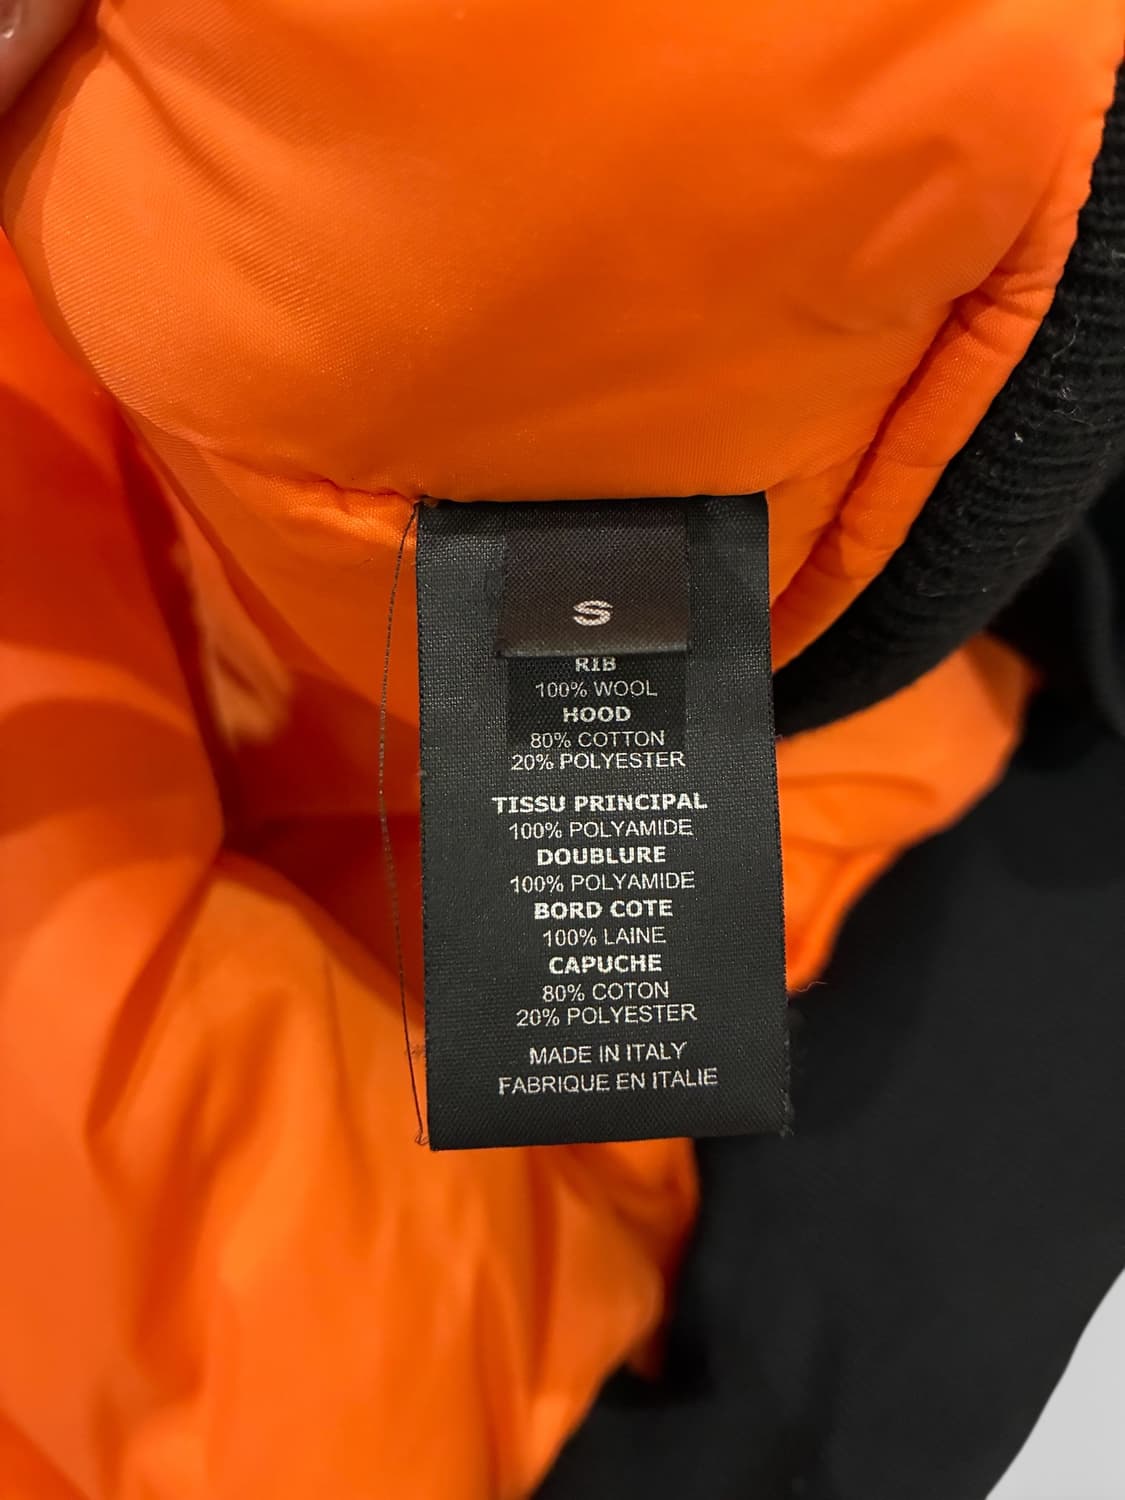 S
RIB
100% WOOL
HOOD
80% COTTON
20% POLYESTER
TISSU PRINCIPAL
100% POLYAMIDE
DOUBLURE
100% POLYAMIDE
BORD COTE
100% LAINE
CAPUCHE
80% COTON
20% POLYESTER
MADE IN ITALY
FABRIQUE EN ITALIE